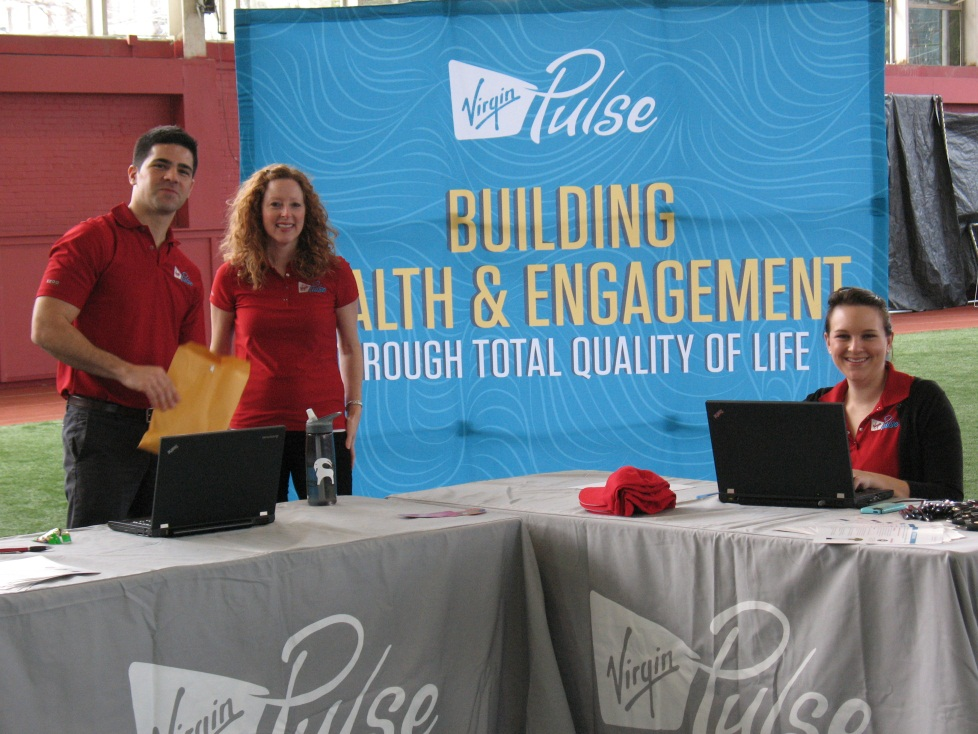 Virgin Pulse
BUILDING
ALTH & ENGAGEMENT
ROUGH TOTAL QUALITY OF LIFE
Virgin Pulse
Virgin Pulse